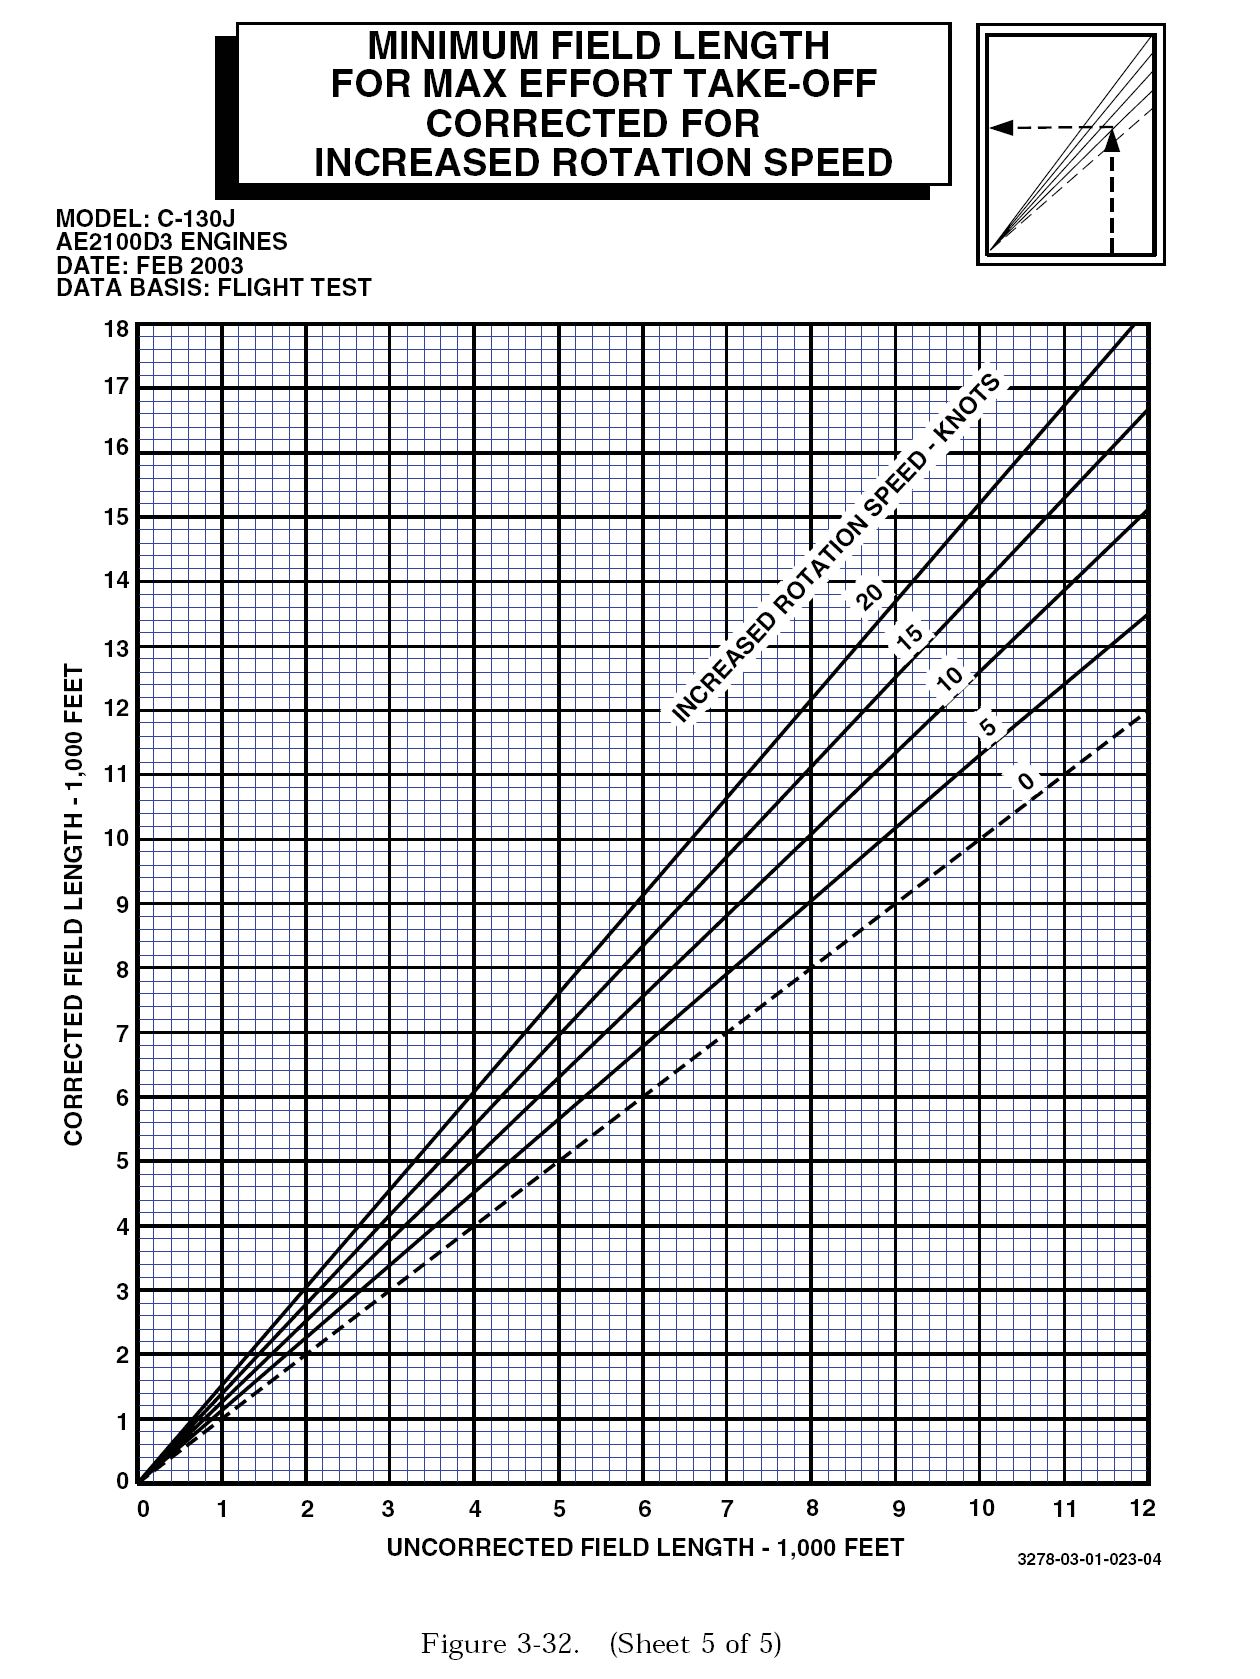 MINIMUM FIELD LENGTH
FOR MAX EFFORT TAKE-OFF
CORRECTED FOR
INCREASED ROTATION SPEED
MODEL: C-130J
AE2100D3 ENGINES
DATE: FEB 2003
DATA BASIS: FLIGHT TEST
18
17
16
15
14
13
12
11
10
9
8
7
6
5
4
3
2
1
0
CORRECTED FIELD LENGTH - 1,000 FEET
INCREASED ROTATION SPEED - KNOTS
20
15
10
5
0
0 1 2 3 4 5 6 7 8 9 10 11 12
UNCORRECTED FIELD LENGTH - 1,000 FEET
3278-03-01-023-04
Figure 3-32. (Sheet 5 of 5)